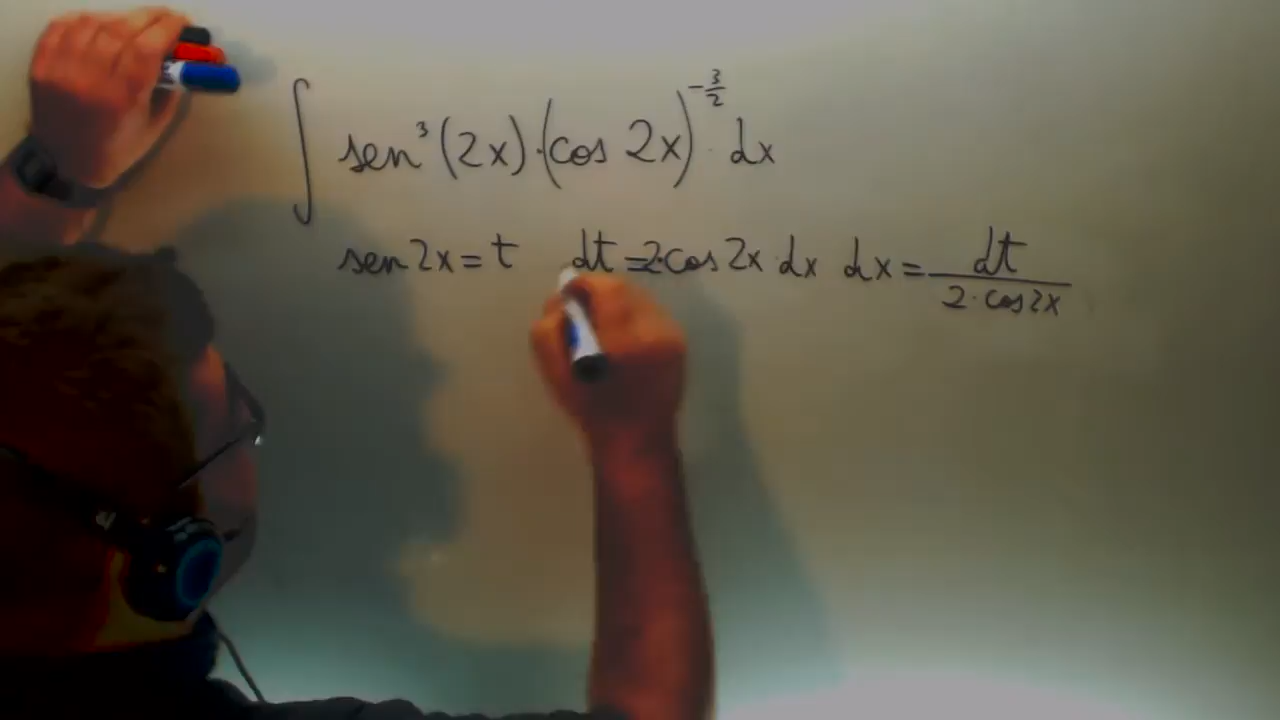 ∫ sen³(2x)·(cos 2x)^(-3/2) · dx
sen 2x = t dt = 2·cos 2x · dx dx = dt / (2·cos 2x)